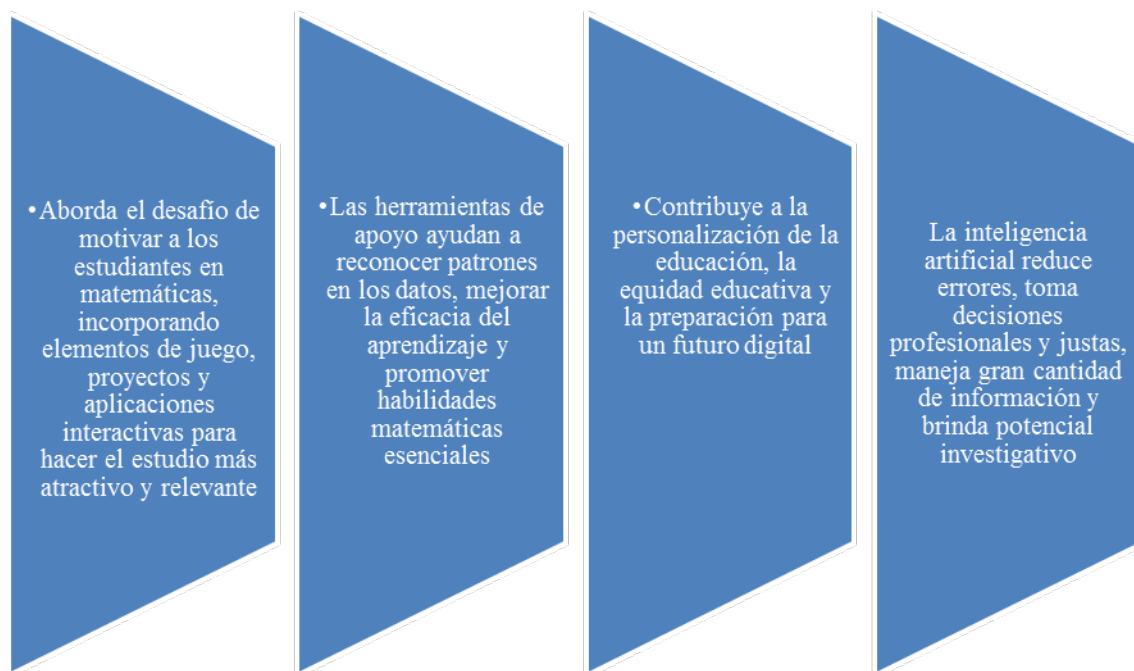 •Aborda el desafío de
motivar a los
estudiantes en
matemáticas,
incorporando
elementos de juego,
proyectos y
aplicaciones
interactivas para
hacer el estudio más
atractivo y relevante
•Las herramientas de
apoyo ayudan a
reconocer patrones
en los datos, mejorar
la eficacia del
aprendizaje y
promover
habilidades
matemáticas
esenciales
•Contribuye a la
personalización de la
educación, la
equidad educativa y
la preparación para
un futuro digital
La inteligencia
artificial reduce
errores, toma
decisiones
profesionales y justas,
maneja gran cantidad
de información y
brinda potencial
investigativo